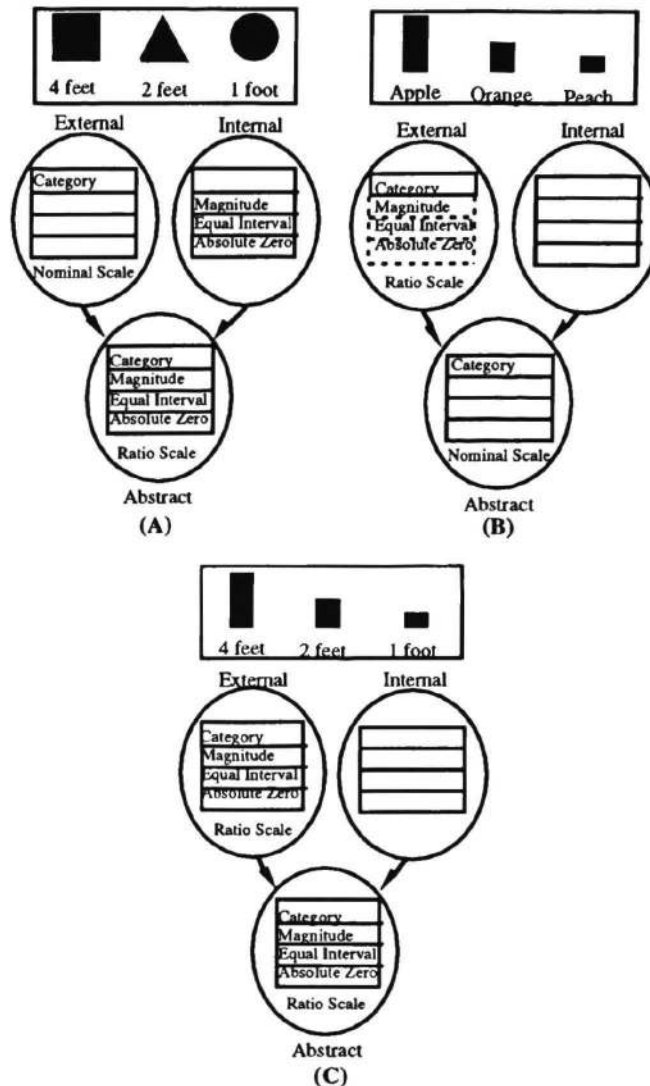 4 feet 2 feet 1 foot
External Internal
Category
Magnitude
Equal Interval
Absolute Zero
Nominal Scale
Category
Magnitude
Equal Interval
Absolute Zero
Ratio Scale
Abstract
(A)
Apple Orange Peach
External Internal
Category
Magnitude
Equal Interval
Absolute Zero
Ratio Scale
Category
Nominal Scale
Abstract
(B)
4 feet 2 feet 1 foot
External Internal
Category
Magnitude
Equal Interval
Absolute Zero
Ratio Scale
Category
Magnitude
Equal Interval
Absolute Zero
Ratio Scale
Abstract
(C)